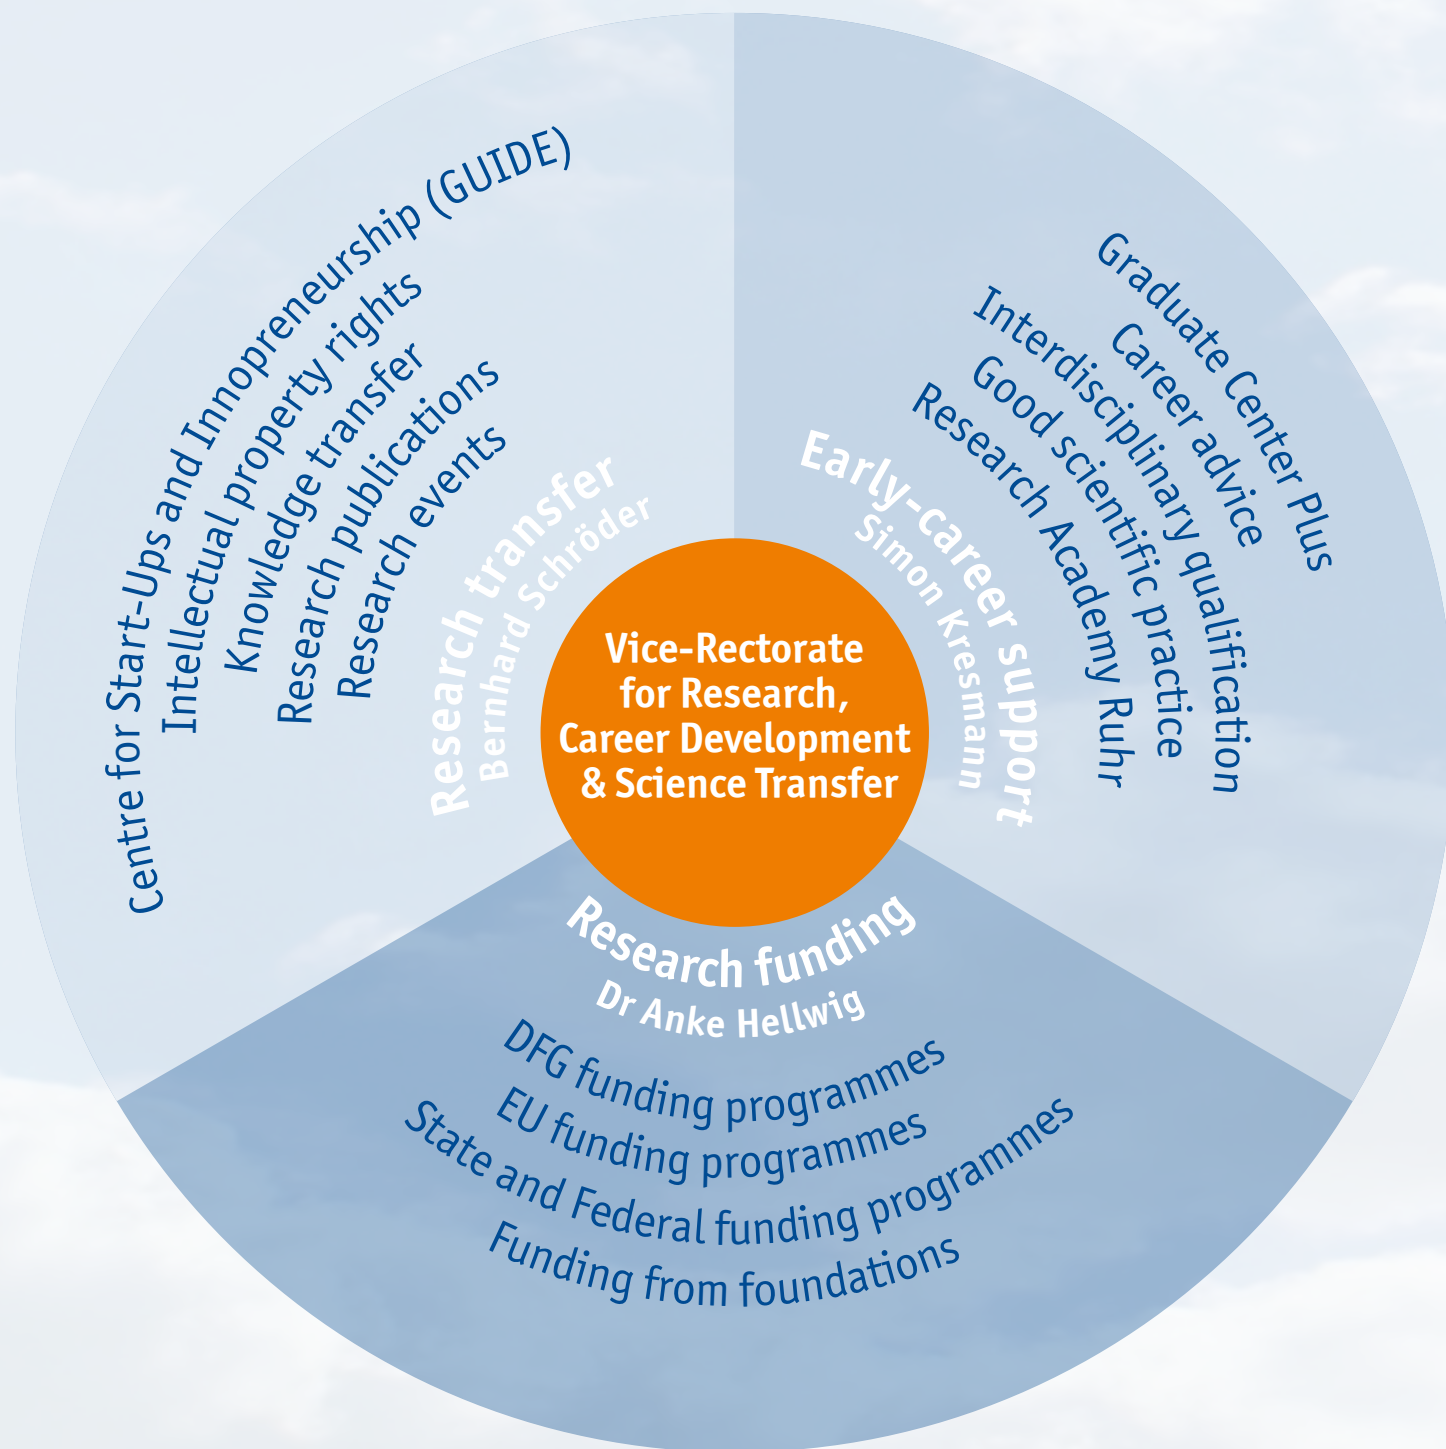 Vice-Rectorate
for Research,
Career Development
& Science Transfer
Research transfer
Bernhard Schröder
Centre for Start-Ups and Innopreneurship (GUIDE)
Intellectual property rights
Knowledge transfer
Research publications
Research events
Early-career support
Simon Kresmann
Graduate Center Plus
Career advice
Interdisciplinary qualification
Good scientific practice
Research Academy Ruhr
Research funding
Dr Anke Hellwig
DFG funding programmes
EU funding programmes
State and Federal funding programmes
Funding from foundations